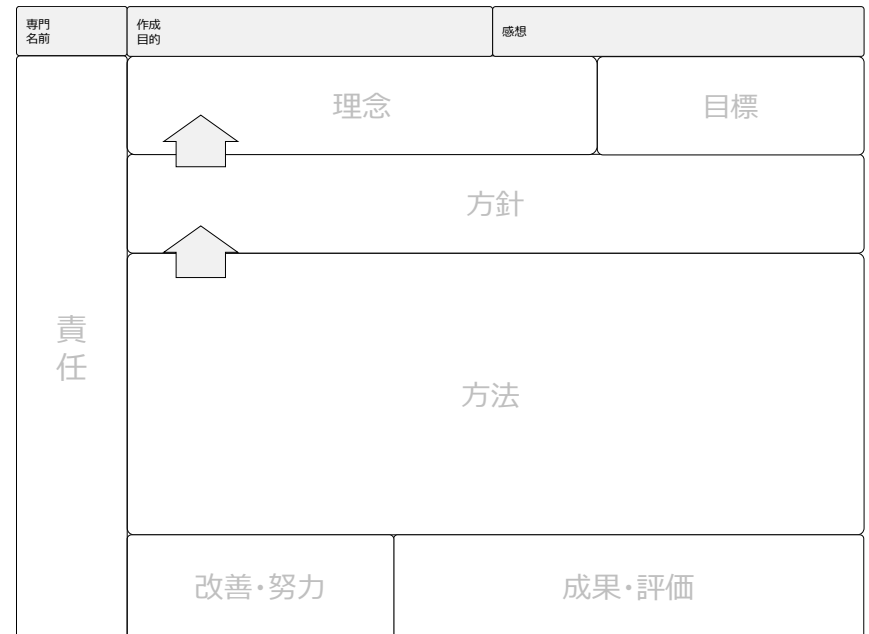 専門
名前
作成
目的
感想
理念
目標
方針
責
任
方法
改善・努力
成果・評価